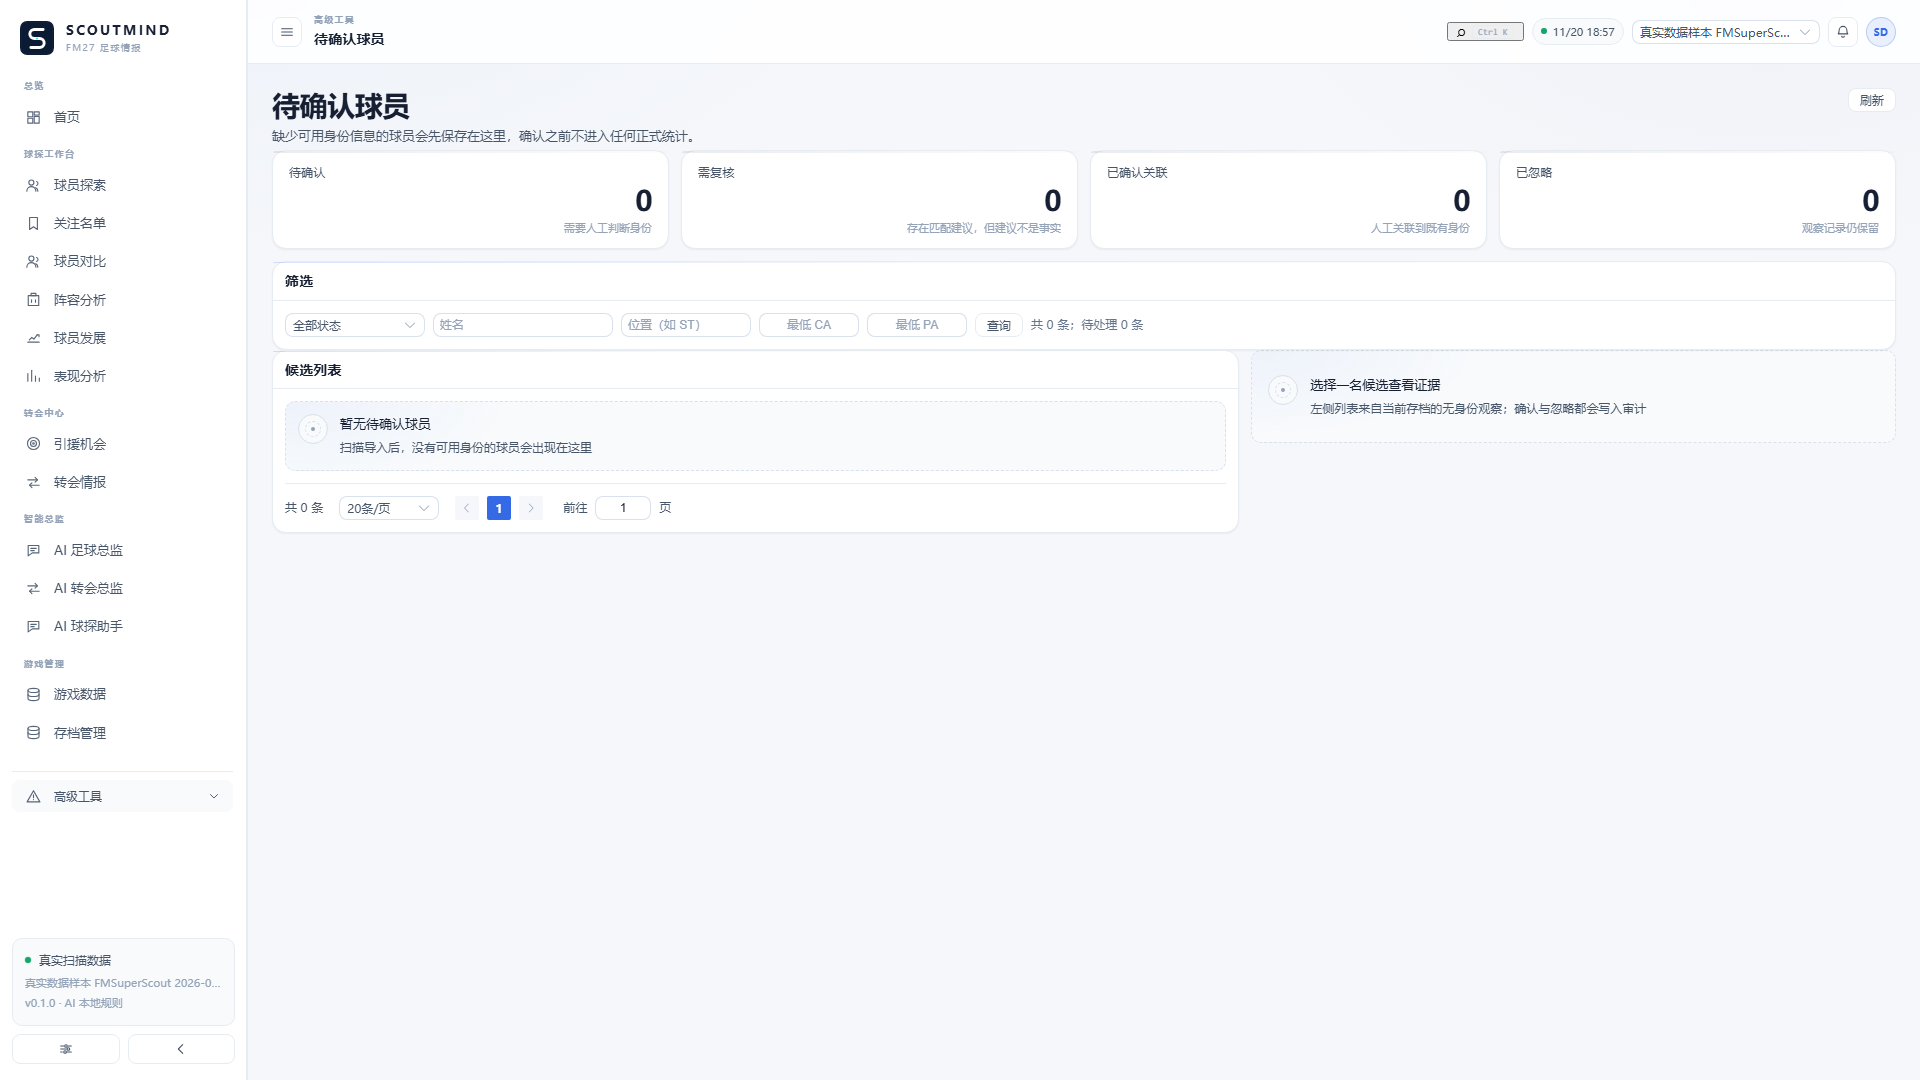 SCOUTMIND
FM27 足球情报
总览
首页
球探工作台
球员探索
关注名单
球员对比
阵容分析
球员发展
表现分析
转会中心
引援机会
转会情报
智能总监
AI 足球总监
AI 转会总监
AI 球探助手
游戏管理
游戏数据
存档管理
高级工具
真实扫描数据
真实数据样本 FMSuperScout 2026-0...
v0.1.0 · AI 本地规则
高级工具
待确认球员
Ctrl K
11/20 18:57
真实数据样本 FMSuperSc...
SD
待确认球员
缺少可用身份信息的球员会先保存在这里，确认之前不进入任何正式统计。
刷新
待确认
0
需要人工判断身份
需复核
0
存在匹配建议，但建议不是事实
已确认关联
0
人工关联到既有身份
已忽略
0
观察记录仍保留
筛选
全部状态 姓名 位置（如 ST） 最低 CA 最低 PA 查询 共 0 条；待处理 0 条
候选列表
暂无待确认球员
扫描导入后，没有可用身份的球员会出现在这里
共 0 条 20条/页 1 前往 1 页
选择一名候选查看证据
左侧列表来自当前存档的无身份观察；确认与忽略都会写入审计